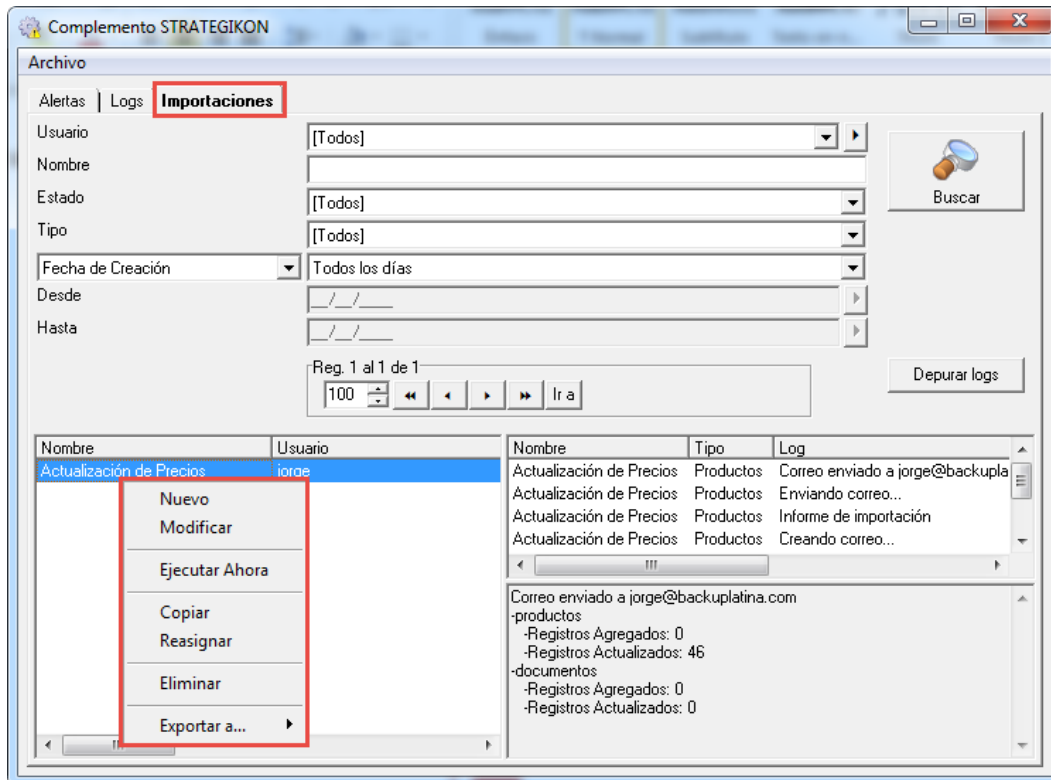 Complemento STRATEGIKON
Archivo
Alertas Logs Importaciones
Usuario [Todos]
Nombre
Estado [Todos]
Tipo [Todos]
Fecha de Creación Todos los días
Desde __/__/____
Hasta __/__/____
Buscar
Reg. 1 al 1 de 1
100 Ir a
Depurar logs
Nombre Usuario
Actualización de Precios jorge
Nuevo
Modificar
Ejecutar Ahora
Copiar
Reasignar
Eliminar
Exportar a...
Nombre Tipo Log
Actualización de Precios Productos Correo enviado a jorge@backupla
Actualización de Precios Productos Enviando correo...
Actualización de Precios Productos Informe de importación
Actualización de Precios Productos Creando correo...
Correo enviado a jorge@backuplatina.com
-productos
-Registros Agregados: 0
-Registros Actualizados: 46
-documentos
-Registros Agregados: 0
-Registros Actualizados: 0